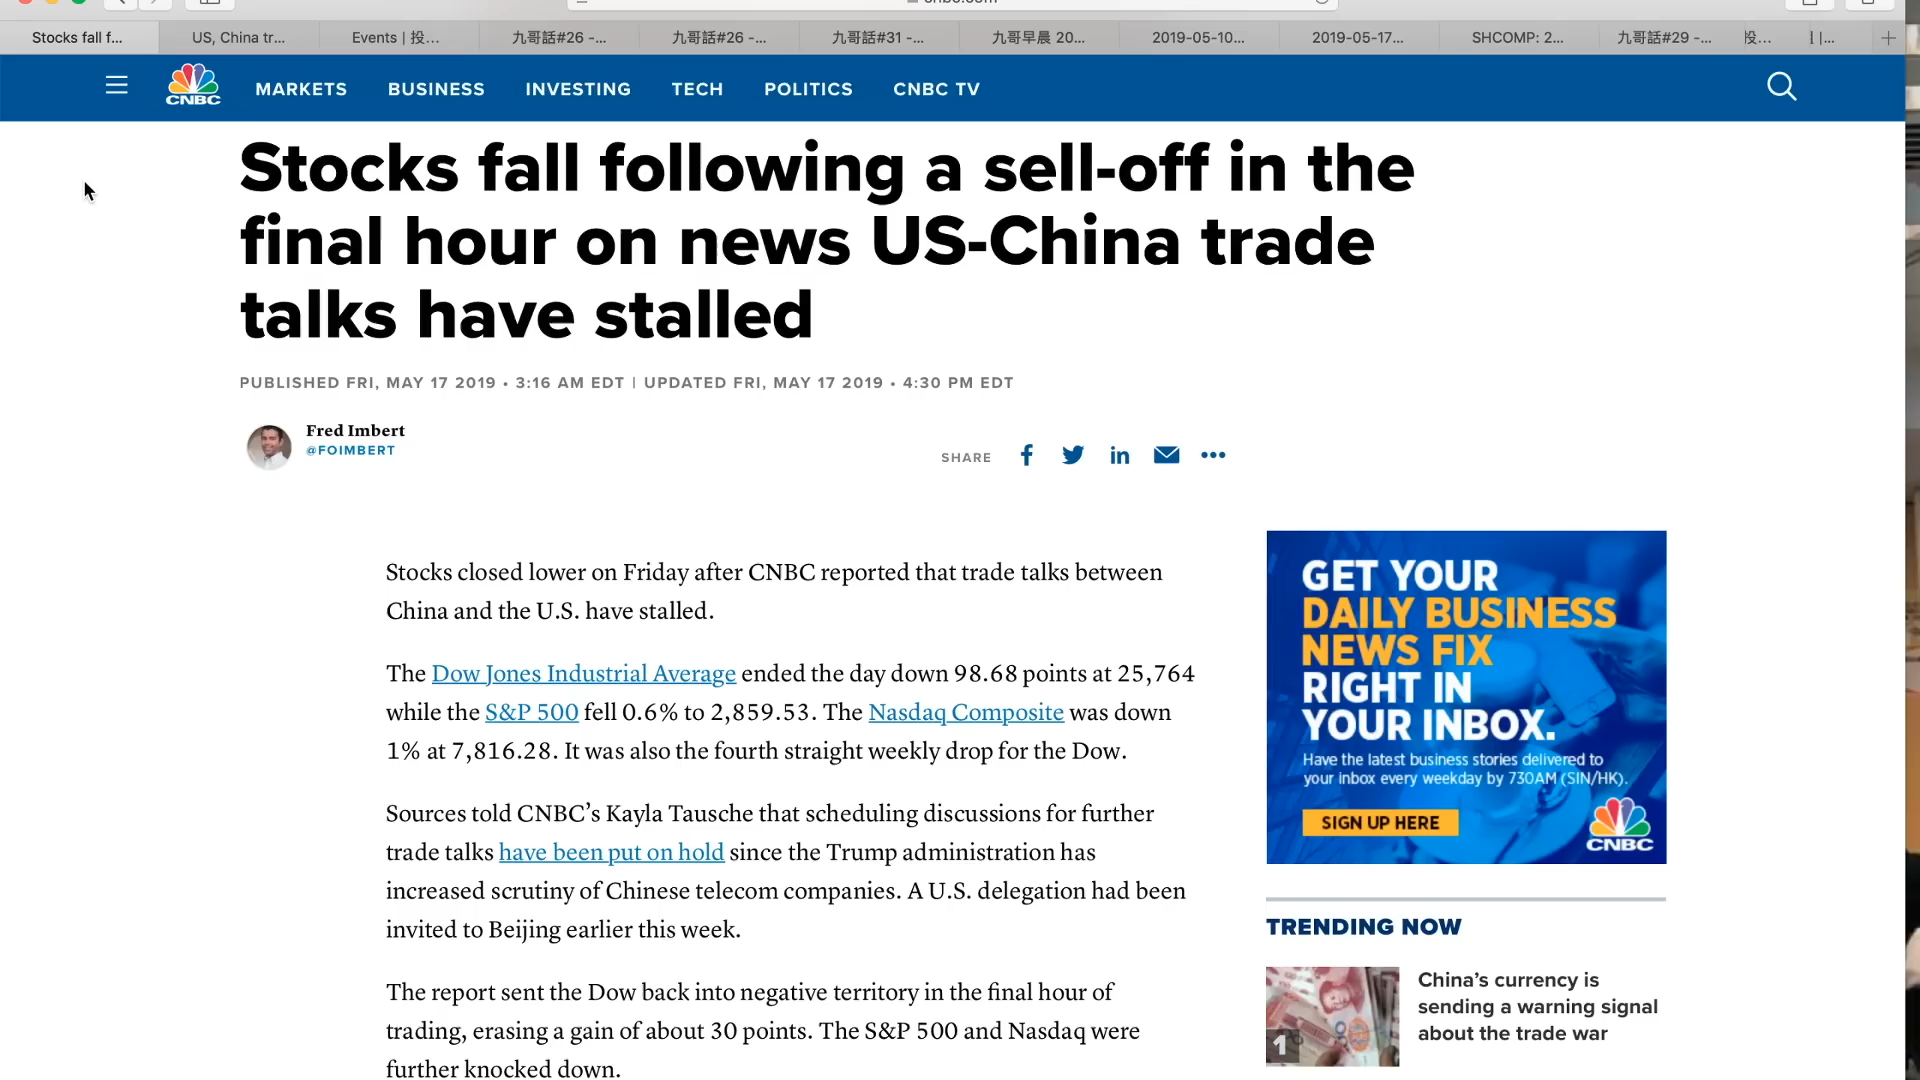 Stocks fall f...
US, China tr...
Events | 投...
九哥話#26 -...
九哥話#26 -...
九哥話#31 -...
九哥早晨 20...
2019-05-10...
2019-05-17...
SHCOMP: 2...
九哥話#29 -...
CNBC
MARKETS
BUSINESS
INVESTING
TECH
POLITICS
CNBC TV
Stocks fall following a sell-off in the
final hour on news US-China trade
talks have stalled
PUBLISHED FRI, MAY 17 2019 • 3:16 AM EDT | UPDATED FRI, MAY 17 2019 • 4:30 PM EDT
Fred Imbert
@FOIMBERT
SHARE
Stocks closed lower on Friday after CNBC reported that trade talks between
China and the U.S. have stalled.
The Dow Jones Industrial Average ended the day down 98.68 points at 25,764
while the S&P 500 fell 0.6% to 2,859.53. The Nasdaq Composite was down
1% at 7,816.28. It was also the fourth straight weekly drop for the Dow.
Sources told CNBC’s Kayla Tausche that scheduling discussions for further
trade talks have been put on hold since the Trump administration has
increased scrutiny of Chinese telecom companies. A U.S. delegation had been
invited to Beijing earlier this week.
The report sent the Dow back into negative territory in the final hour of
trading, erasing a gain of about 30 points. The S&P 500 and Nasdaq were
further knocked down.
GET YOUR
DAILY BUSINESS
NEWS FIX
RIGHT IN
YOUR INBOX.
Have the latest business stories delivered to
your inbox every weekday by 730AM (SIN/HK).
SIGN UP HERE
CNBC
TRENDING NOW
1
China’s currency is
sending a warning signal
about the trade war